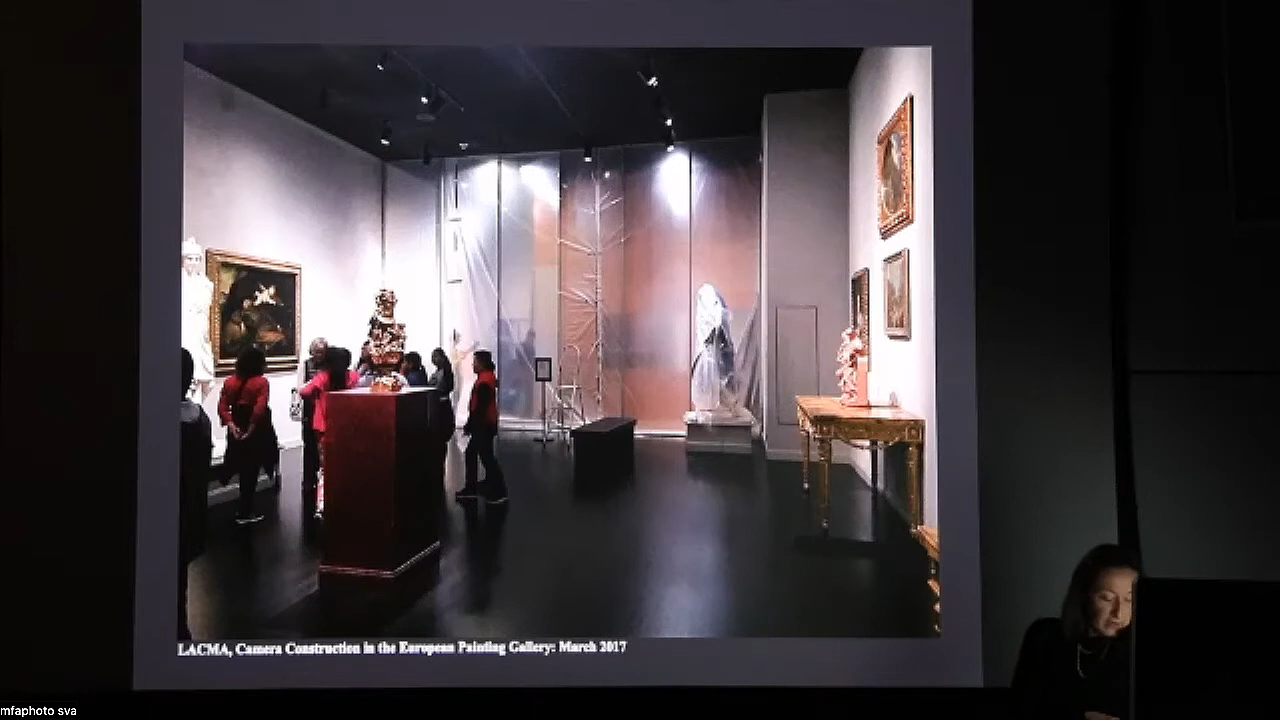 LACMA, Camera Construction in the European Painting Gallery: March 2017
mfaphoto sva